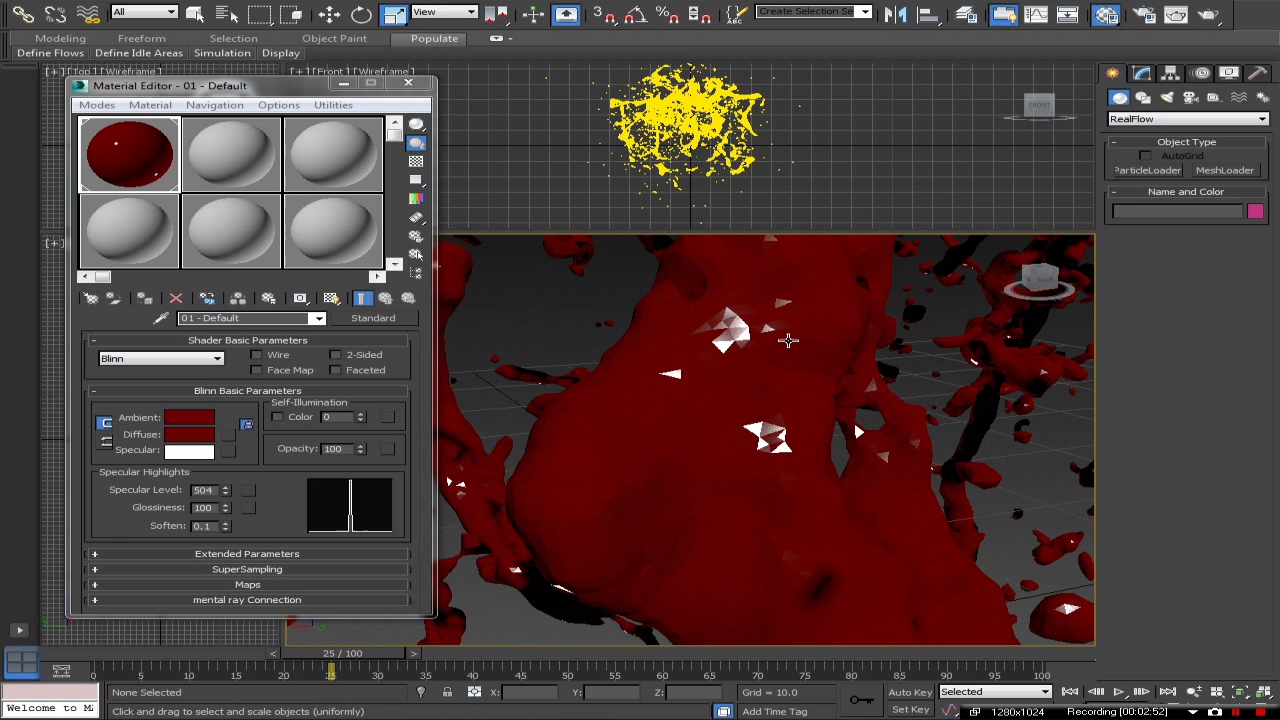 All
View
Create Selection Se
Modeling Freeform Selection Object Paint Populate
Define Flows Define Idle Areas Simulation Display
[+] [Top] [Wireframe] [+] [Front] [Wireframe]
Material Editor - 01 - Default
Modes Material Navigation Options Utilities
FRONT
RealFlow
Object Type
AutoGrid
ParticleLoader MeshLoader
Name and Color
[+]
01 - Default Standard
Shader Basic Parameters
Blinn Wire 2-Sided
Face Map Faceted
Blinn Basic Parameters
Self-Illumination
Ambient: Color 0
Diffuse:
Specular: Opacity: 100
Specular Highlights
Specular Level: 504
Glossiness: 100
Soften: 0.1
Extended Parameters
SuperSampling
Maps
mental ray Connection
< 25 / 100 >
0 5 10 15 20 25 30 35 40 45 50 55 60 65 70 75 80 85 90 95 100
None Selected X: Y: Z: Grid = 10.0 Auto Key Selected
Welcome to MA Click and drag to select and scale objects (uniformly) Add Time Tag Set Key
1280x1024 Recording [00:02:52]